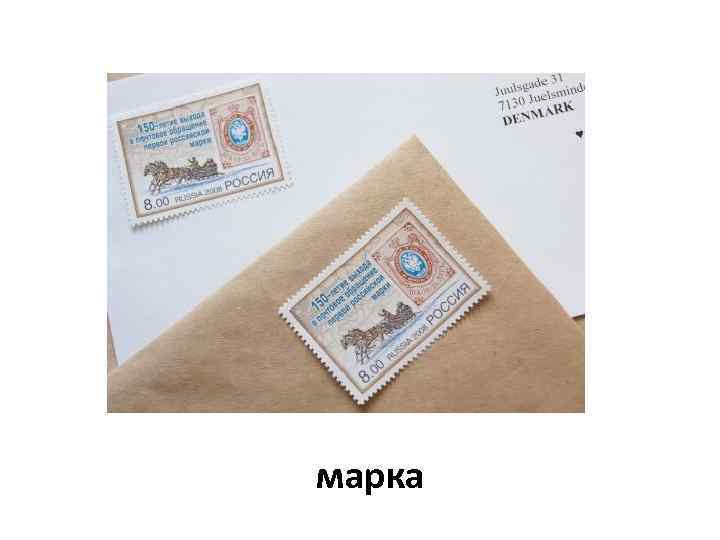 150-летие выхода
в почтовое обращение
первой российской
марки
8.00 RUSSIA 2008 РОССИЯ
Juulsgade 31
7130 Juelsmind
DENMARK
150-летие выхода
в почтовое обращение
первой российской
марки
8.00 RUSSIA 2008 РОССИЯ
марка